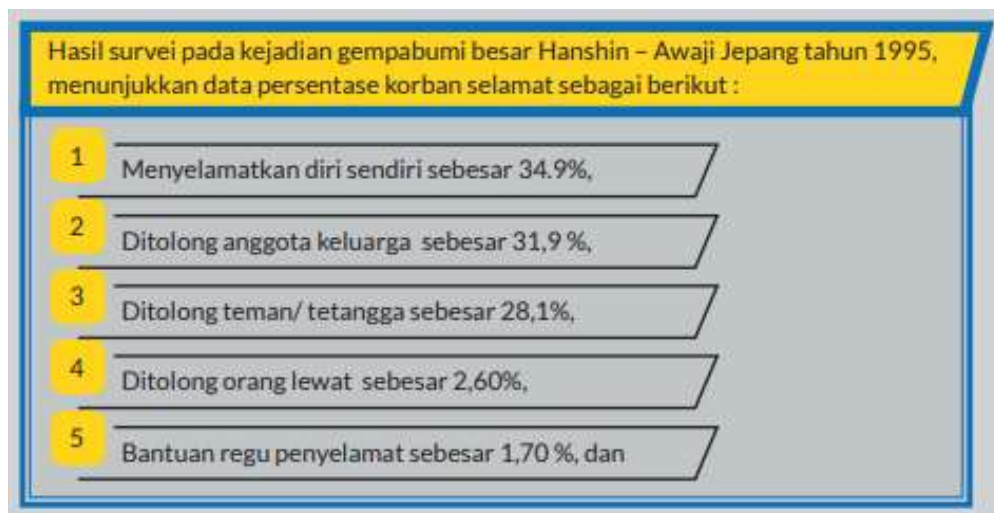 Hasil survei pada kejadian gempabumi besar Hanshin – Awaji Jepang tahun 1995,
menunjukkan data persentase korban selamat sebagai berikut :
1
Menyelamatkan diri sendiri sebesar 34.9%,
2
Ditolong anggota keluarga sebesar 31,9 %,
3
Ditolong teman/ tetangga sebesar 28,1%,
4
Ditolong orang lewat sebesar 2,60%,
5
Bantuan regu penyelamat sebesar 1,70 %, dan